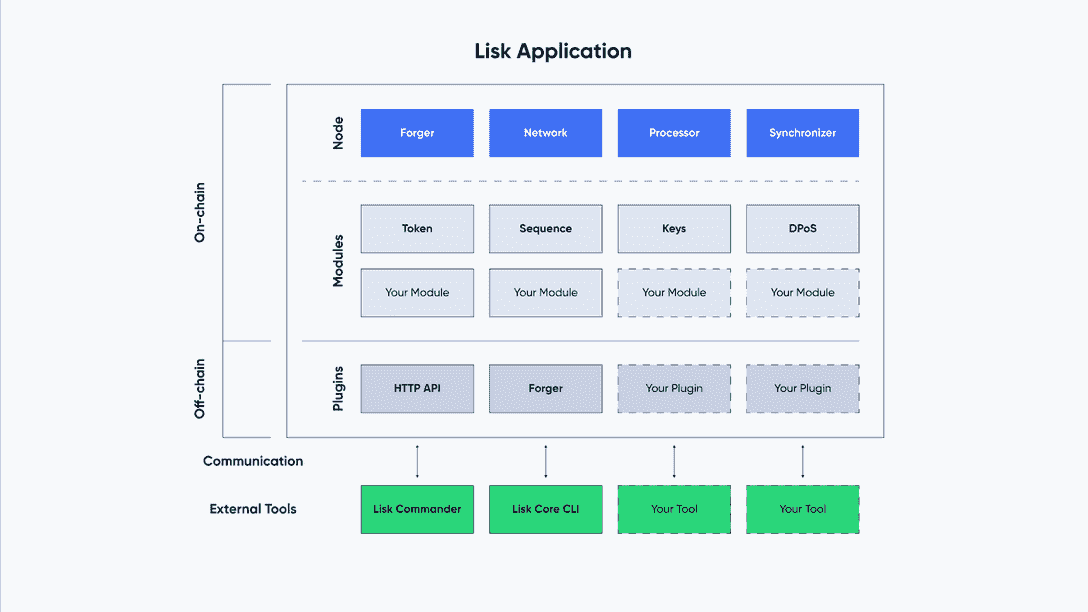 Lisk Application
On-chain
Node
Forger
Network
Processor
Synchronizer
Modules
Token
Sequence
Keys
DPoS
Your Module
Your Module
Your Module
Your Module
Off-chain
Plugins
HTTP API
Forger
Your Plugin
Your Plugin
Communication
External Tools
Lisk Commander
Lisk Core CLI
Your Tool
Your Tool